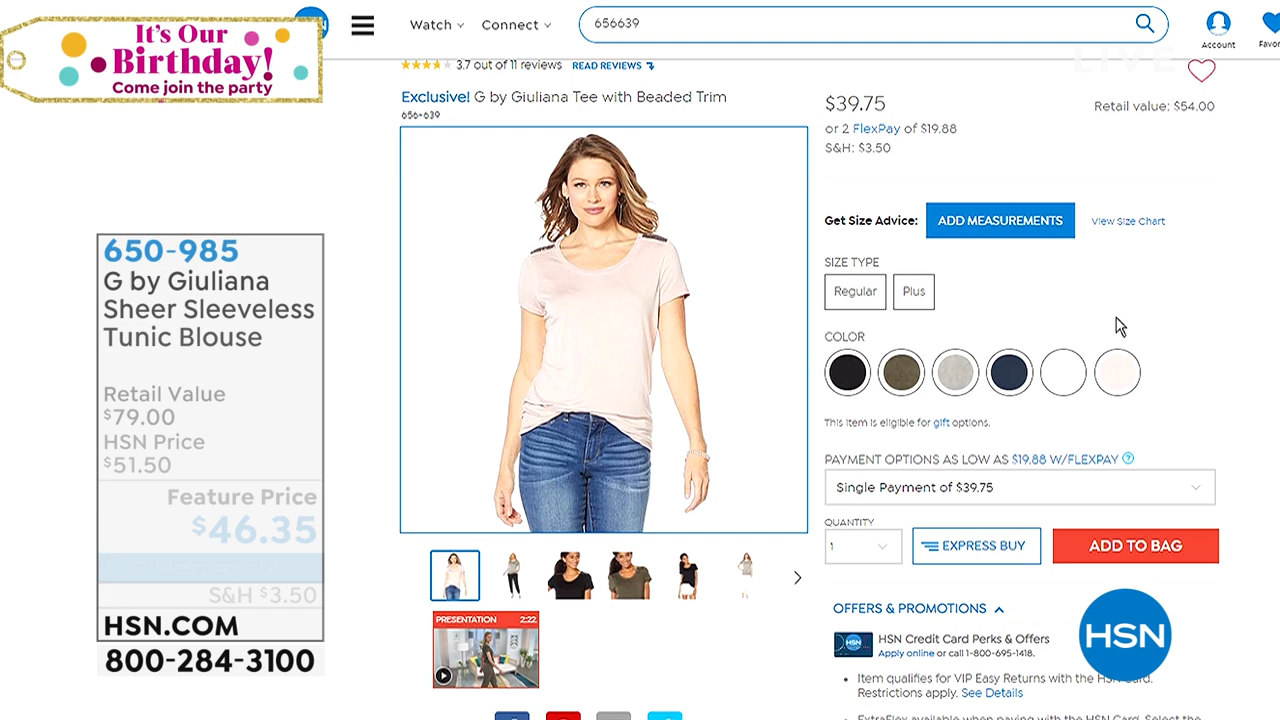 It's Our
Birthday!
Come join the party
Watch
Connect
656639
Account
Favor
LIVE
3.7 out of 11 reviews
READ REVIEWS
Exclusive! G by Giuliana Tee with Beaded Trim
656-639
$39.75
Retail value: $54.00
or 2 FlexPay of $19.88
S&H: $3.50
Get Size Advice:
ADD MEASUREMENTS
View Size Chart
SIZE TYPE
Regular
Plus
COLOR
This item is eligible for gift options.
PAYMENT OPTIONS AS LOW AS $19.88 W/FLEXPAY
Single Payment of $39.75
QUANTITY
1
EXPRESS BUY
ADD TO BAG
OFFERS & PROMOTIONS
HSN
HSN Credit Card Perks & Offers
Apply online or call 1-800-695-1418.
Item qualifies for VIP Easy Returns with the HSN Card.
Restrictions apply. See Details
HSN
650-985
G by Giuliana
Sheer Sleeveless
Tunic Blouse
Retail Value
$79.00
HSN Price
$51.50
Feature Price
$46.35
S&H $3.50
HSN.COM
800-284-3100
PRESENTATION 2:22